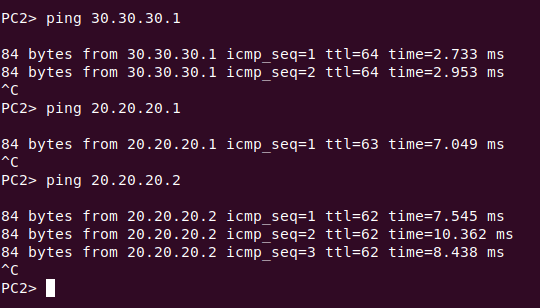 PC2> ping 30.30.30.1
84 bytes from 30.30.30.1 icmp_seq=1 ttl=64 time=2.733 ms
84 bytes from 30.30.30.1 icmp_seq=2 ttl=64 time=2.953 ms
^C
PC2> ping 20.20.20.1
84 bytes from 20.20.20.1 icmp_seq=1 ttl=63 time=7.049 ms
^C
PC2> ping 20.20.20.2
84 bytes from 20.20.20.2 icmp_seq=1 ttl=62 time=7.545 ms
84 bytes from 20.20.20.2 icmp_seq=2 ttl=62 time=10.362 ms
84 bytes from 20.20.20.2 icmp_seq=3 ttl=62 time=8.438 ms
^C
PC2>